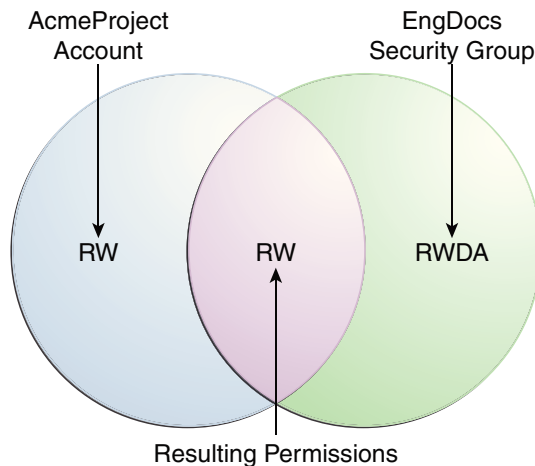 AcmeProject
Account
EngDocs
Security Group
RW
RW
RWDA
Resulting Permissions